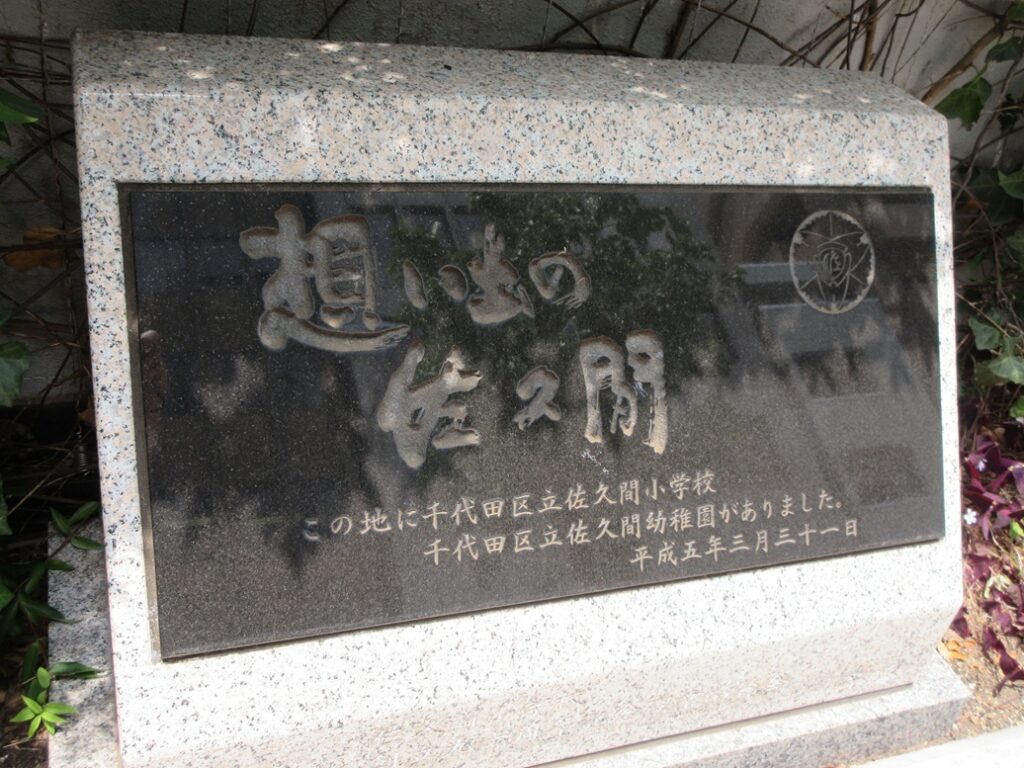 想い出の
佐久間
この地に千代田区立佐久間小学校
千代田区立佐久間幼稚園がありました。
平成五年三月三十一日